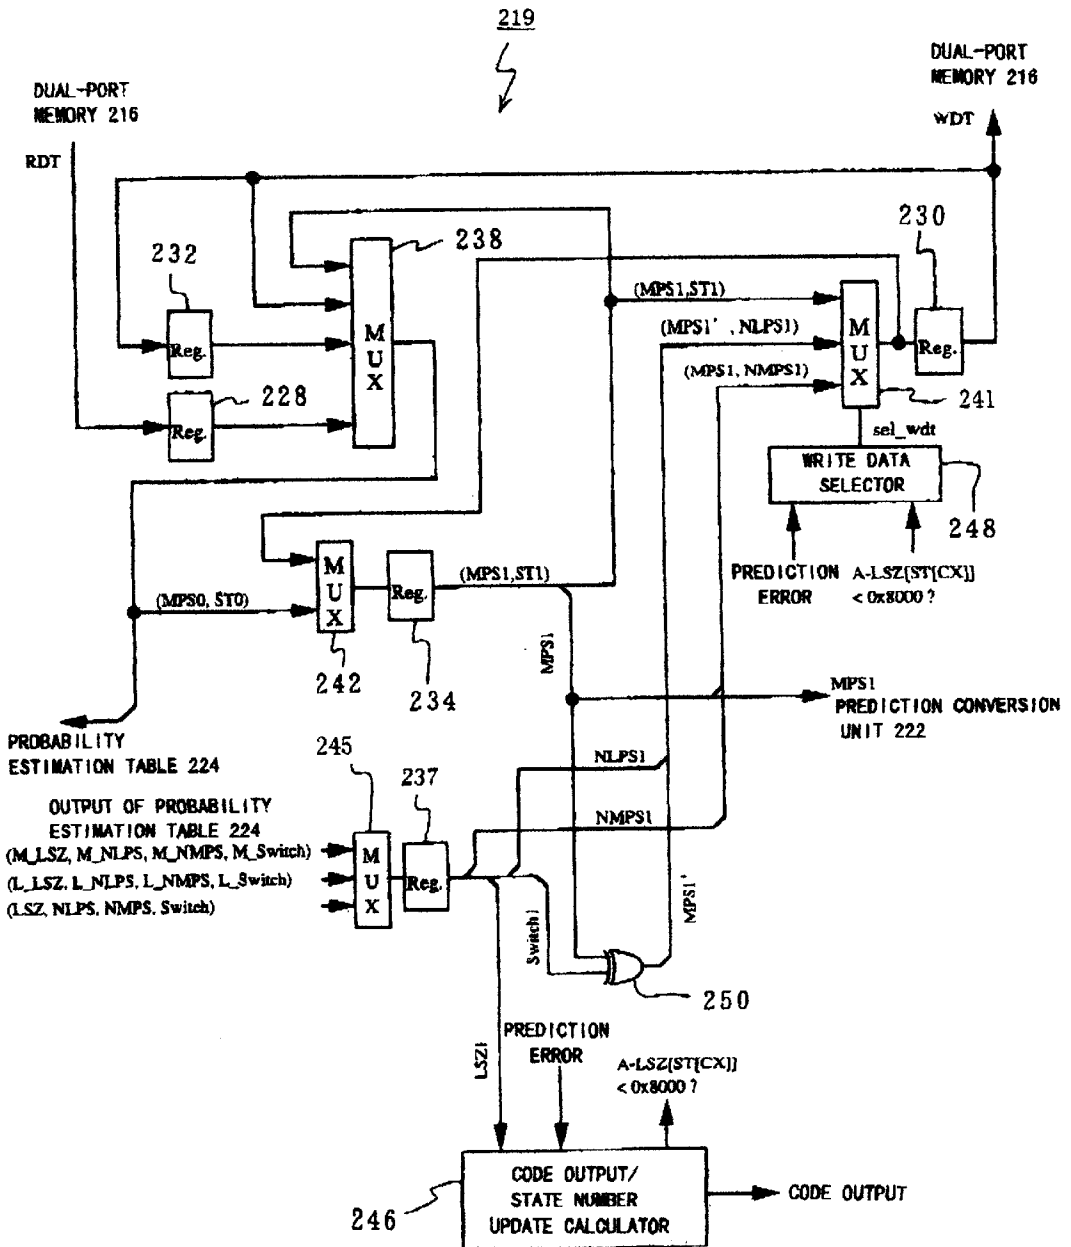 219
DUAL-PORT
MEMORY 216
DUAL-PORT
MEMORY 216
RDT
WDT
232
238
230
Reg.
MUX
(MPS1,ST1)
(MPS1' , NLPS1)
(MPS1, NMPS1)
MUX
Reg.
228
Reg.
241
sel_wdt
WRITE DATA
SELECTOR
248
PREDICTION
ERROR
A-LSZ[ST[CX]]
< 0x8000 ?
(MPS0, ST0)
MUX
Reg.
(MPS1,ST1)
242
234
MPS1
MPS1
PREDICTION CONVERSION
UNIT 222
PROBABILITY
ESTIMATION TABLE 224
245
237
NLPS1
NMPS1
OUTPUT OF PROBABILITY
ESTIMATION TABLE 224
(M_LSZ, M_NLPS, M_NMPS, M_Switch)
(L_LSZ, L_NLPS, L_NMPS, L_Switch)
(LSZ, NLPS, NMPS, Switch)
MUX
Reg.
Switch1
MPS1'
250
LSZ1
PREDICTION
ERROR
A-LSZ[ST[CX]]
< 0x8000 ?
CODE OUTPUT/
STATE NUMBER
UPDATE CALCULATOR
246
CODE OUTPUT